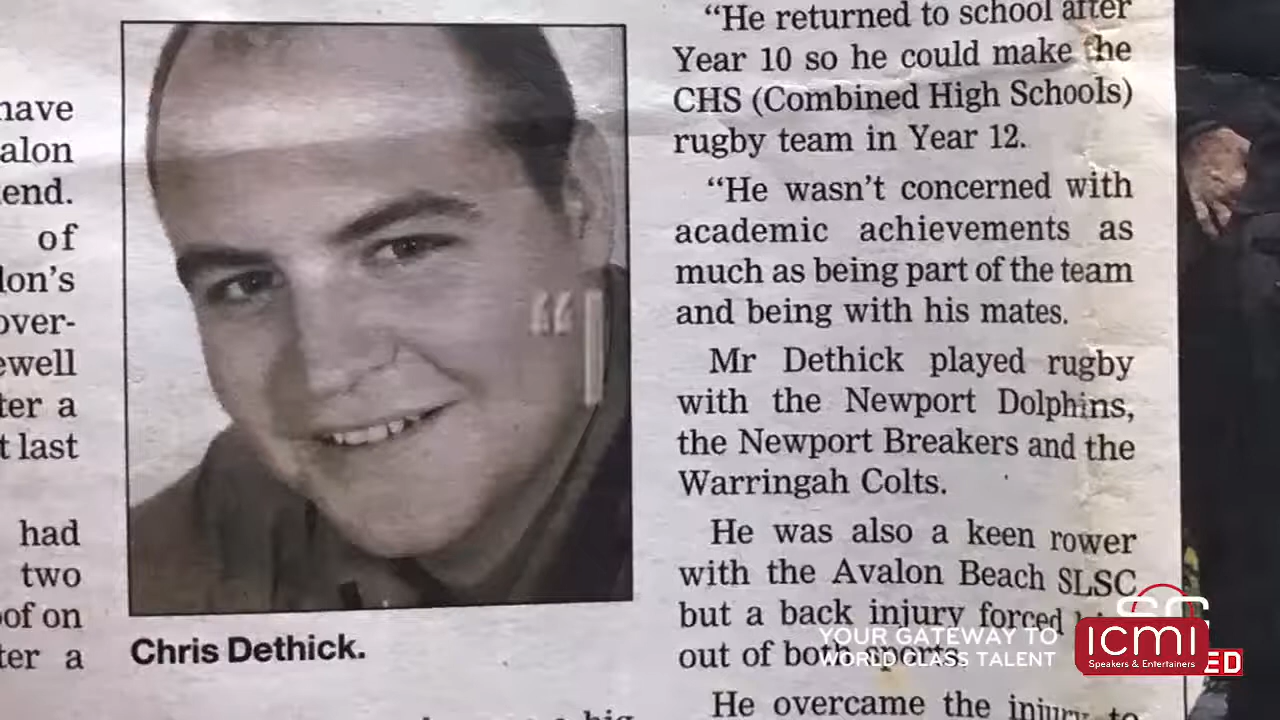 have
alon
end.
of
lon's
over-
ewell
ter a
t last
had
two
oof on
ter a
Chris Dethick.
“He returned to school after
Year 10 so he could make the
CHS (Combined High Schools)
rugby team in Year 12.
“He wasn't concerned with
academic achievements as
much as being part of the team
and being with his mates.
Mr Dethick played rugby
with the Newport Dolphins,
the Newport Breakers and the
Warringah Colts.
He was also a keen rower
with the Avalon Beach SLSC
but a back injury forced
out of both sports.
He overcame the injury to
big
“I
YOUR GATEWAY TO
WORLD CLASS TALENT
icmi
Speakers & Entertainers
ED